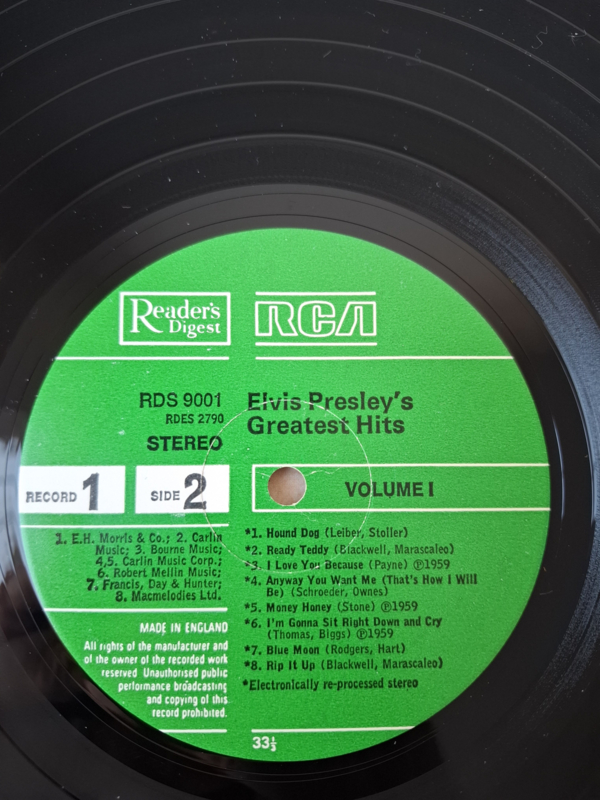 Reader's
Digest
RCA
RDS 9001
RDES 2790
STEREO
Elvis Presley's
Greatest Hits
RECORD 1
SIDE 2
VOLUME I
1. E.H. Morris & Co.; 2. Carlin
Music; 3. Bourne Music;
4,5. Carlin Music Corp.;
6. Robert Mellin Music;
7. Francis, Day & Hunter;
8. Macmelodies Ltd.
MADE IN ENGLAND
All rights of the manufacturer and
of the owner of the recorded work
reserved. Unauthorised public
performance broadcasting
and copying of this
record prohibited.
*1. Hound Dog (Leiber, Stoller)
*2. Ready Teddy (Blackwell, Marascaleo)
*3. I Love You Because (Payne) Ⓟ1959
*4. Anyway You Want Me (That's How I Will
Be) (Schroeder, Ownes)
*5. Money Honey (Stone) Ⓟ1959
*6. I'm Gonna Sit Right Down and Cry
(Thomas, Biggs) Ⓟ1959
*7. Blue Moon (Rodgers, Hart)
*8. Rip It Up (Blackwell, Marascaleo)
*Electronically re-processed stereo
33⅓